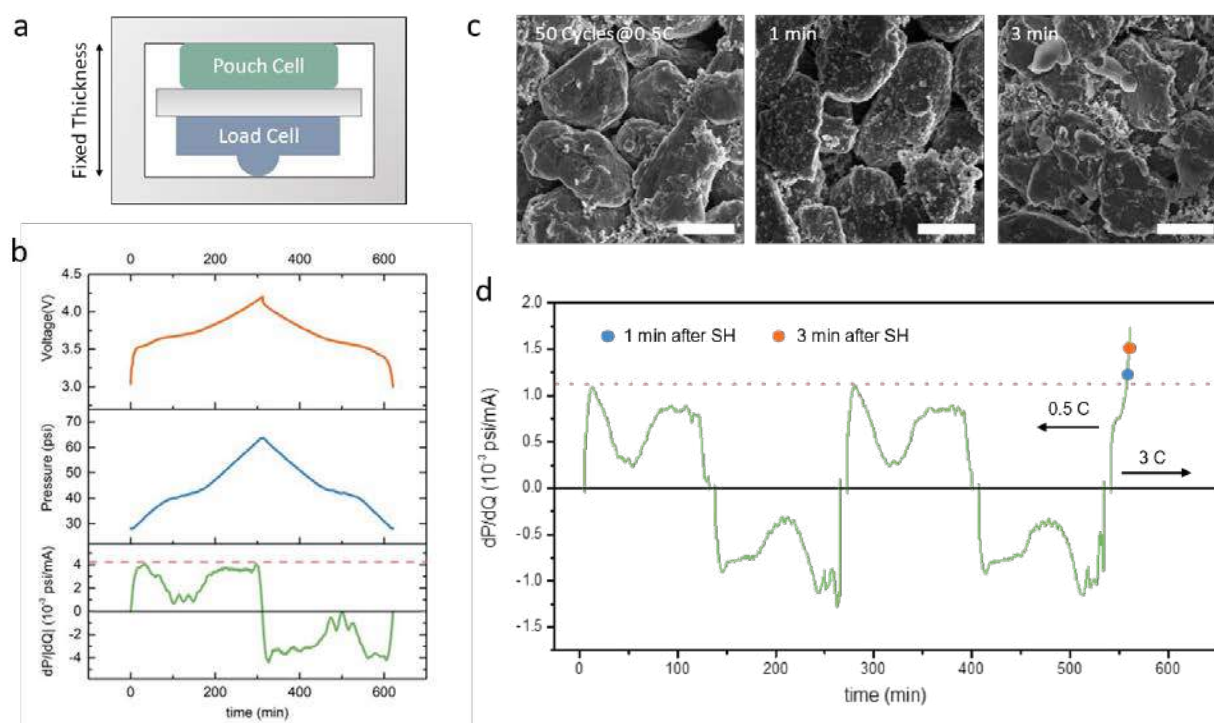 a
Fixed Thickness
Pouch Cell
Load Cell
c
50 Cycles@0.5C
1 min
3 min
b
0 200 400 600
Voltage(V)
4.5
4.0
3.5
3.0
Pressure (psi)
70
60
50
40
30
dP/|dQ| (10⁻³ psi/mA)
4
2
0
-2
-4
0 200 400 600
time (min)
d
dP/dQ (10⁻³ psi/mA)
2.0
1.5
1.0
0.5
0.0
-0.5
-1.0
-1.5
1 min after SH
3 min after SH
0.5 C
3 C
0 100 200 300 400 500 600
time (min)